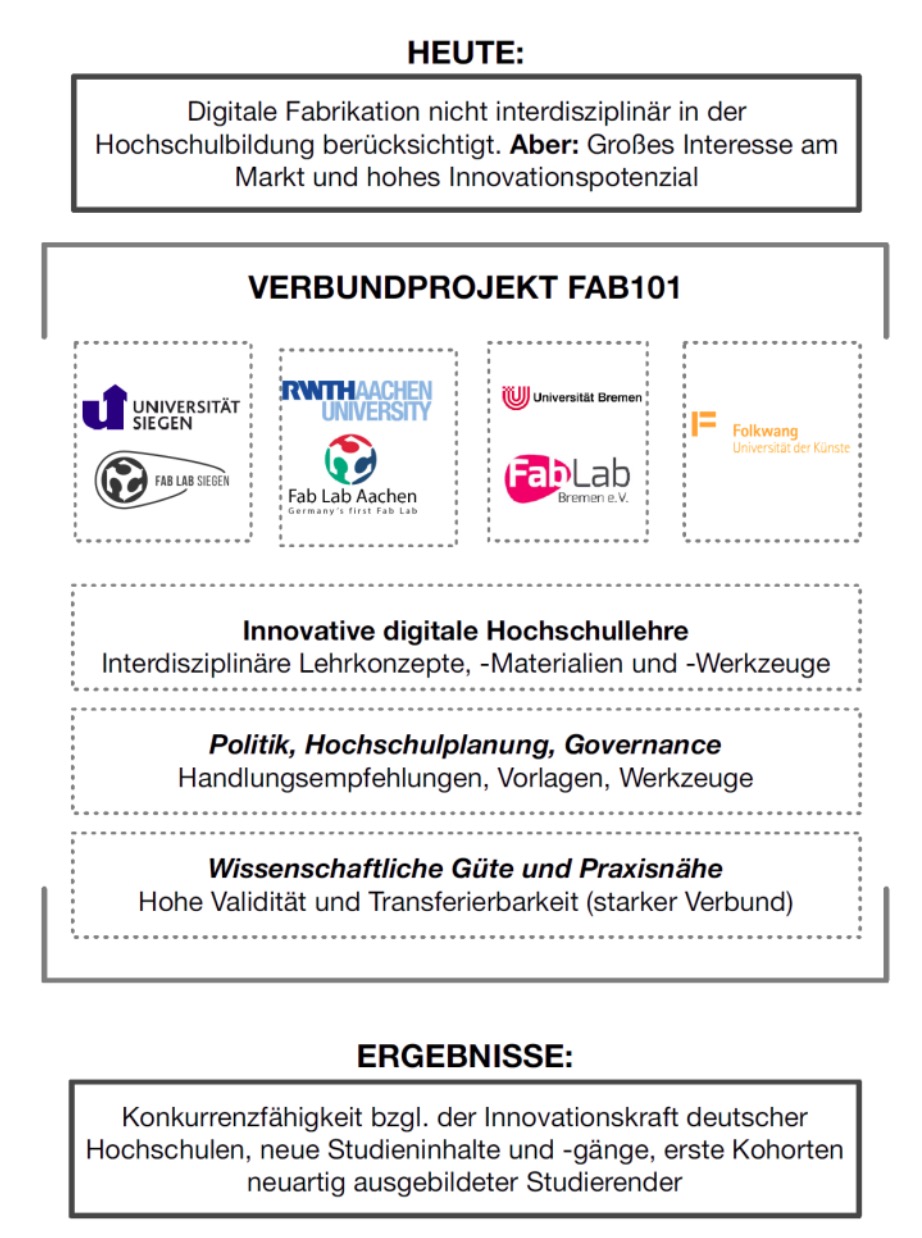 HEUTE:
Digitale Fabrikation nicht interdisziplinär in der
Hochschulbildung berücksichtigt. Aber: Großes Interesse am
Markt und hohes Innovationspotenzial
VERBUNDPROJEKT FAB101
UNIVERSITÄT
SIEGEN
FAB LAB SIEGEN
RWTHAACHEN
UNIVERSITY
Fab Lab Aachen
Germany's first Fab Lab
Universität Bremen
FabLab
Bremen e.V.
Folkwang
Universität der Künste
Innovative digitale Hochschullehre
Interdisziplinäre Lehrkonzepte, -Materialien und -Werkzeuge
Politik, Hochschulplanung, Governance
Handlungsempfehlungen, Vorlagen, Werkzeuge
Wissenschaftliche Güte und Praxisnähe
Hohe Validität und Transferierbarkeit (starker Verbund)
ERGEBNISSE:
Konkurrenzfähigkeit bzgl. der Innovationskraft deutscher
Hochschulen, neue Studieninhalte und -gänge, erste Kohorten
neuartig ausgebildeter Studierender